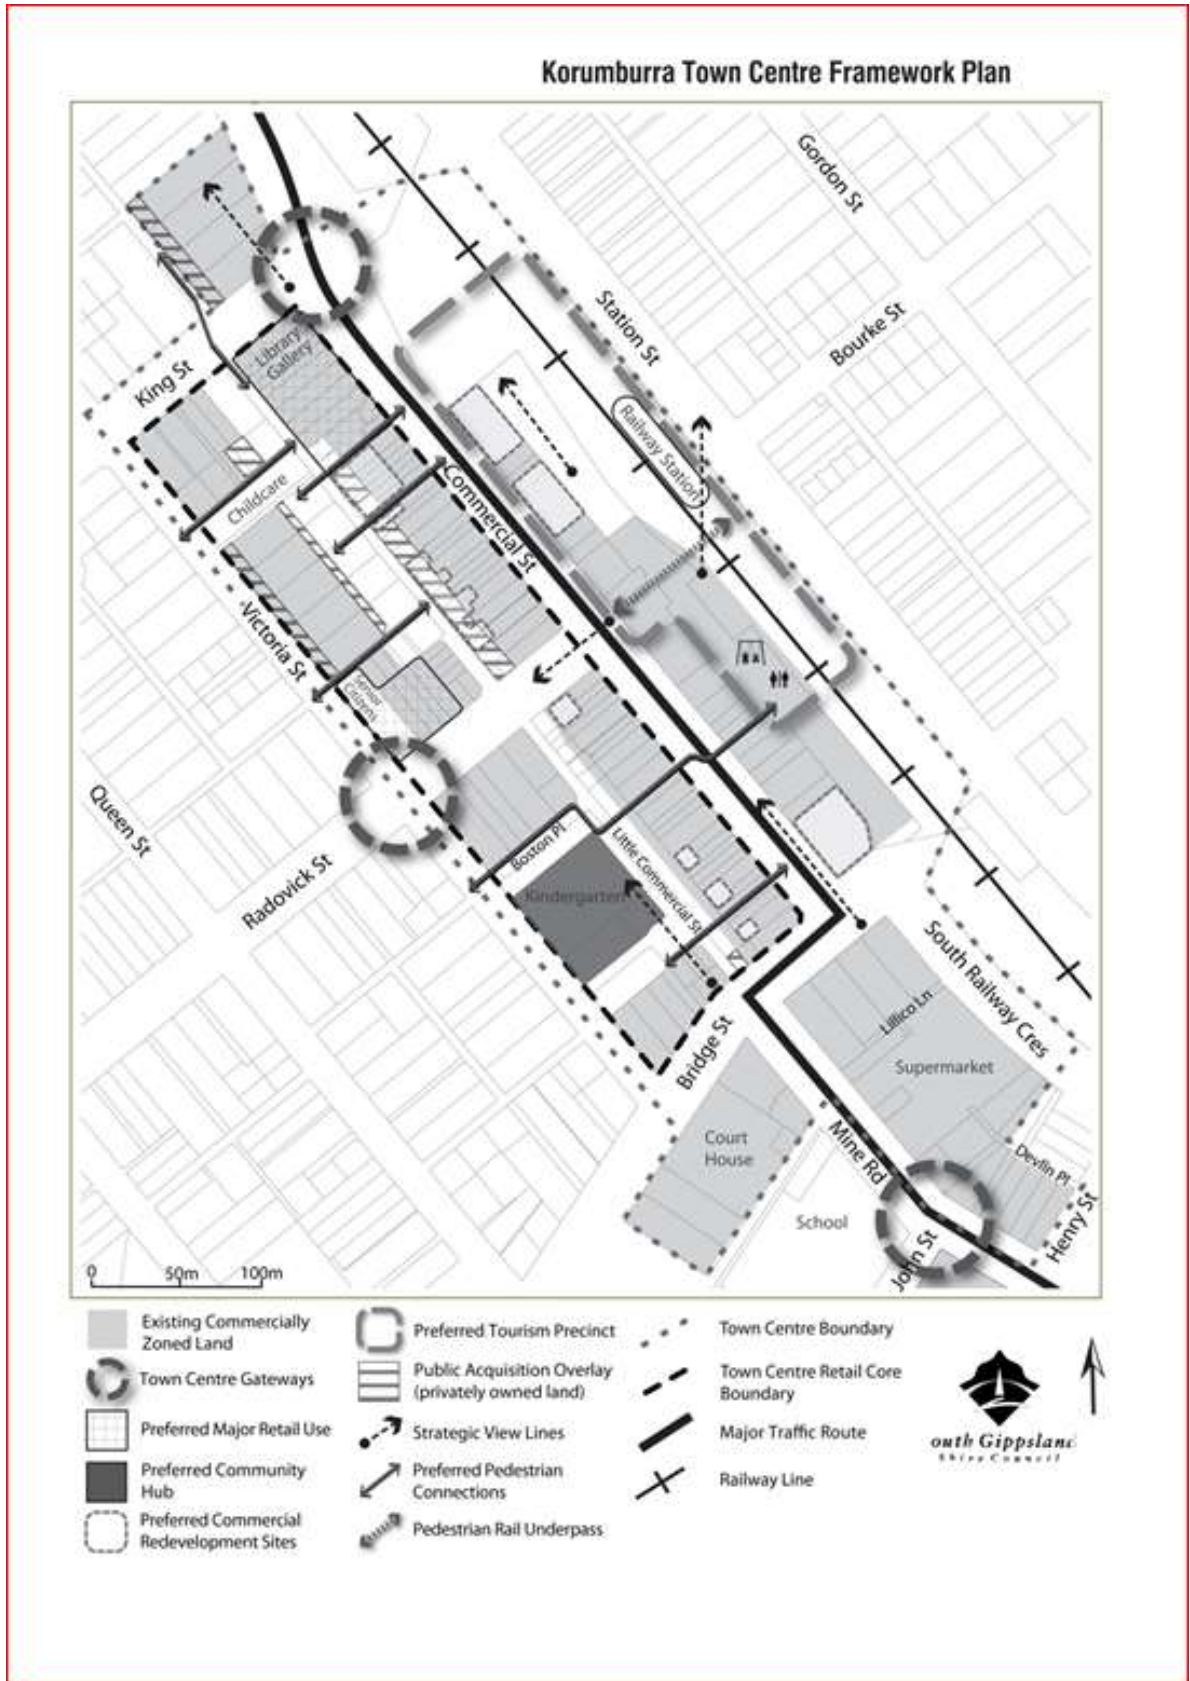 Korumburra Town Centre Framework Plan
Gordon St
Station St
Bourke St
Library
Gallery
King St
Railway Station
Childcare
Commercial St
Victoria St
Senior
Citizens
Queen St
Radovick St
Boston Pl
Little Commercial St
Kindergarten
South Railway Cres
Lillico Ln
Bridge St
Supermarket
Court
House
Mine Rd
Devlin Pl
School
John St
Henry St
0 50m 100m
Existing Commercially
Zoned Land
Town Centre Gateways
Preferred Major Retail Use
Preferred Community
Hub
Preferred Commercial
Redevelopment Sites
Preferred Tourism Precinct
Public Acquisition Overlay
(privately owned land)
Strategic View Lines
Preferred Pedestrian
Connections
Pedestrian Rail Underpass
Town Centre Boundary
Town Centre Retail Core
Boundary
Major Traffic Route
Railway Line
outh Gippslanc
Shire Council